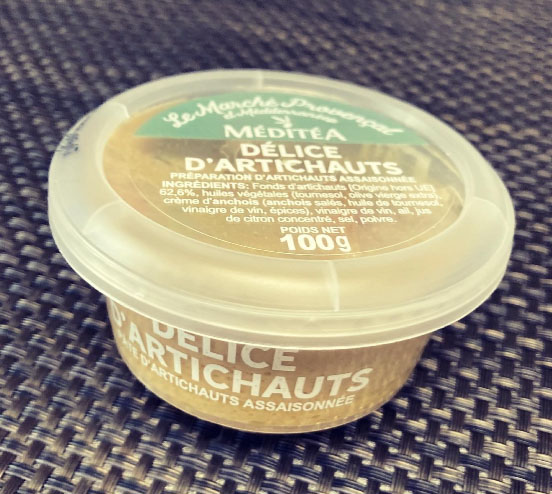 Le Marché Provençal
et Méditerranéen
MÉDITÉA
DÉLICE
D'ARTICHAUTS
PRÉPARATION D'ARTICHAUTS ASSAISONNÉE
INGRÉDIENTS: Fonds d'artichauts (Origine hors UE)
62,6%, huiles végétales (tournesol, olive vierge extra),
crème d'anchois (anchois salés, huile de tournesol,
vinaigre de vin, épices), vinaigre de vin, ail, jus
de citron concentré, sel, poivre.
POIDS NET
100g
DÉLICE
D'ARTICHAUTS
D'ARTICHAUTS ASSAISONNÉE